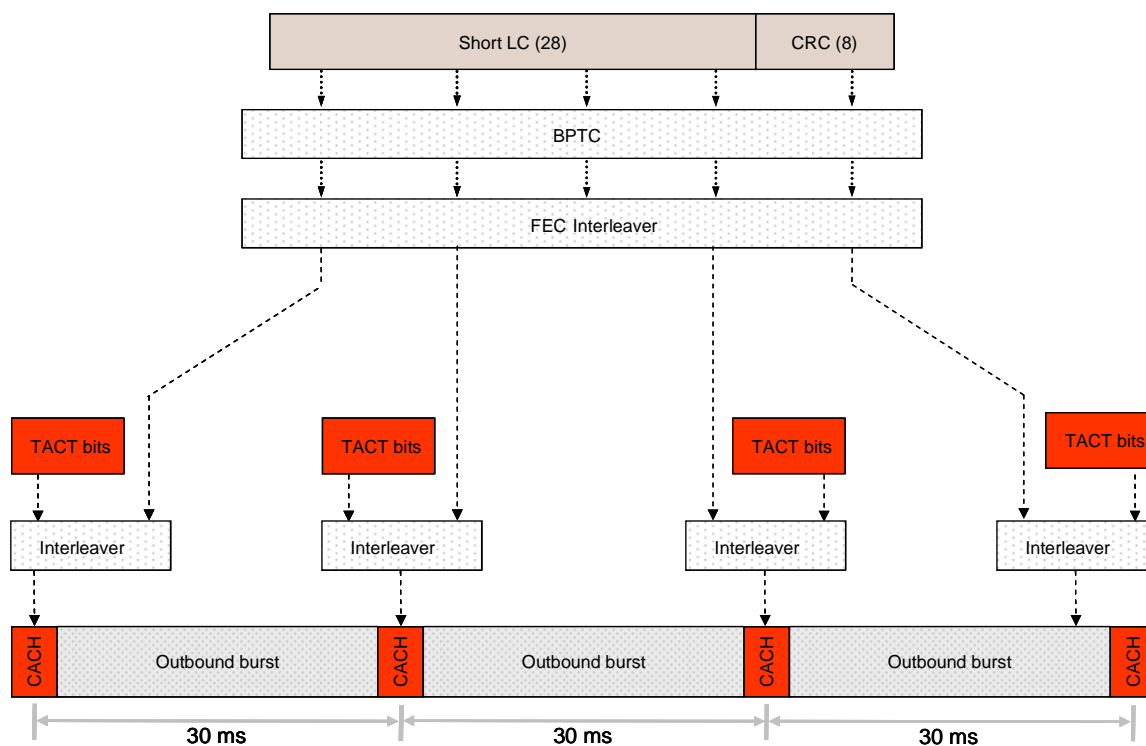 Short LC (28) CRC (8)
BPTC
FEC Interleaver
TACT bits TACT bits TACT bits TACT bits
Interleaver Interleaver Interleaver Interleaver
CACH Outbound burst CACH Outbound burst CACH Outbound burst CACH
30 ms 30 ms 30 ms